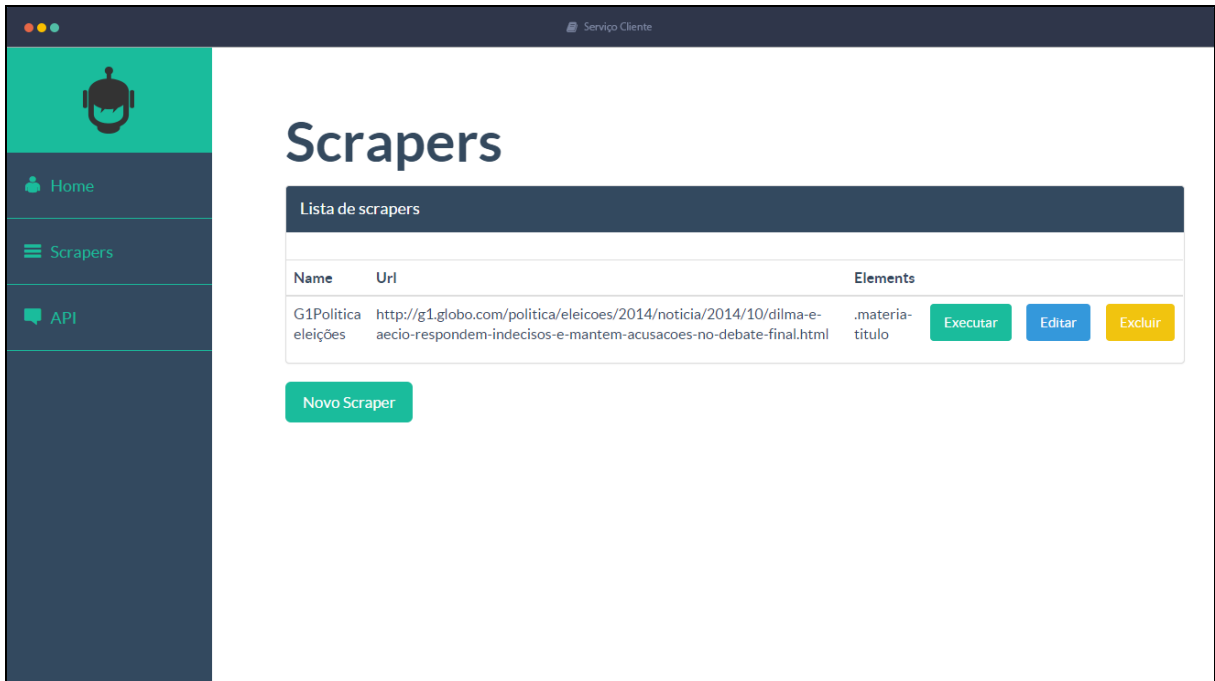 Serviço Cliente
Home
Scrapers
API
Scrapers
Lista de scrapers
Name Url Elements
G1Politica http://g1.globo.com/politica/eleicoes/2014/noticia/2014/10/dilma-e- .materia-
eleições aecio-respondem-indecisos-e-mantem-acusacoes-no-debate-final.html titulo
Executar Editar Excluir
Novo Scraper